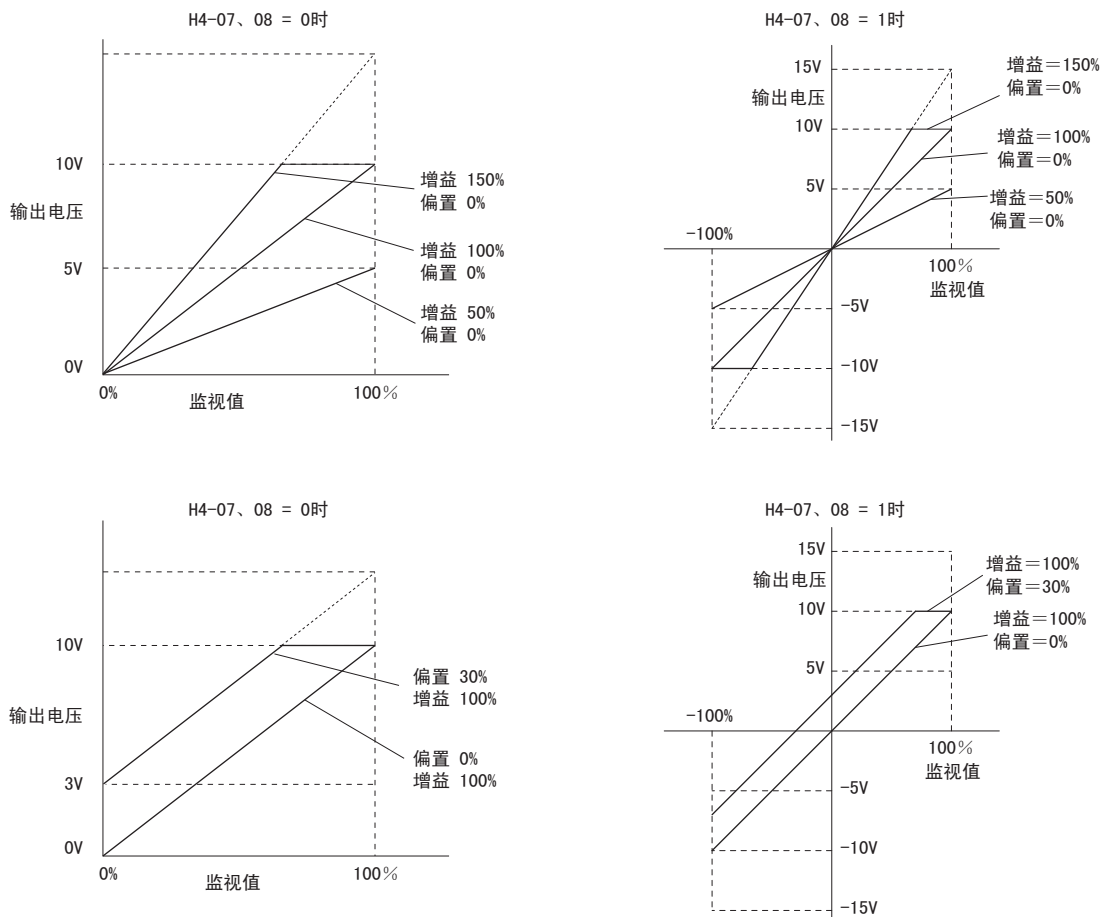 H4-07、08 = 0时
10V
输出电压
5V
0V
0%
监视值
100%
增益 150%
偏置 0%
增益 100%
偏置 0%
增益 50%
偏置 0%
H4-07、08 = 1时
15V
输出电压
10V
5V
-100%
100%
监视值
-5V
-10V
-15V
增益=150%
偏置=0%
增益=100%
偏置=0%
增益=50%
偏置=0%
H4-07、08 = 0时
10V
输出电压
3V
0V
0%
监视值
100%
偏置 30%
增益 100%
偏置 0%
增益 100%
H4-07、08 = 1时
15V
输出电压
10V
5V
-100%
100%
监视值
-5V
-10V
-15V
增益=100%
偏置=30%
增益=100%
偏置=0%